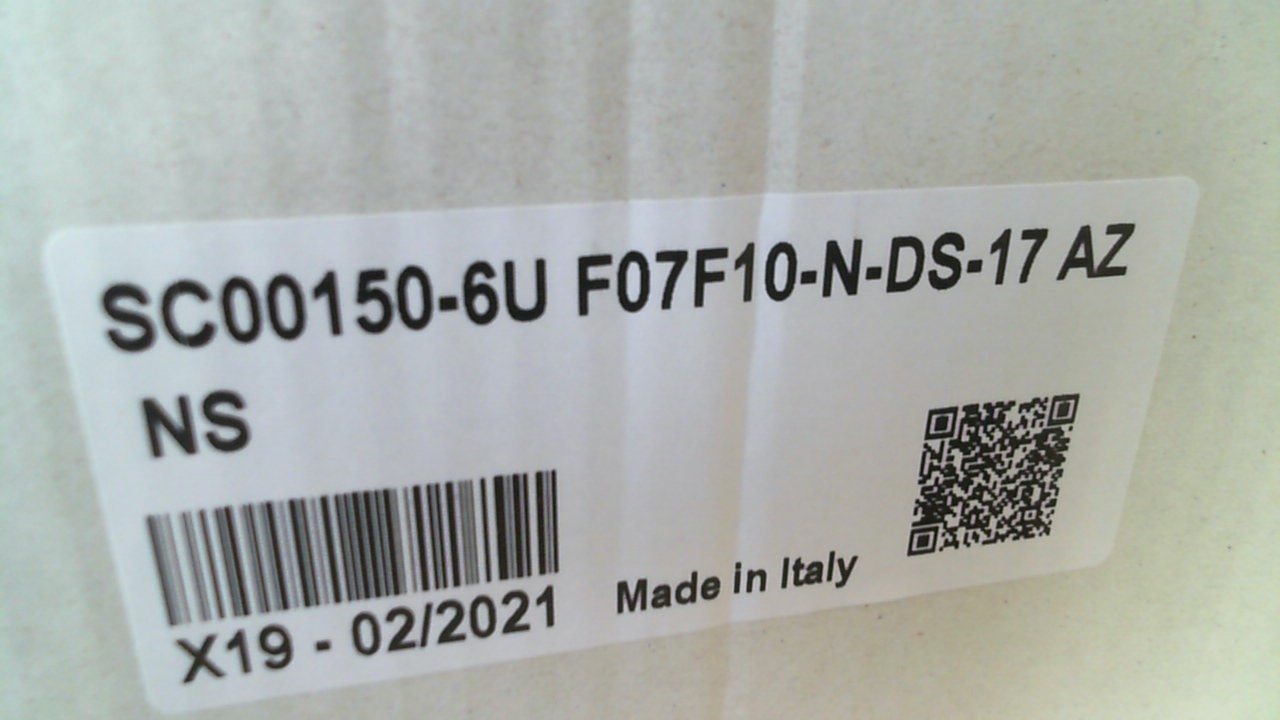 SC00150-6U F07F10-N-DS-17 AZ
NS
X19 - 02/2021
Made in Italy